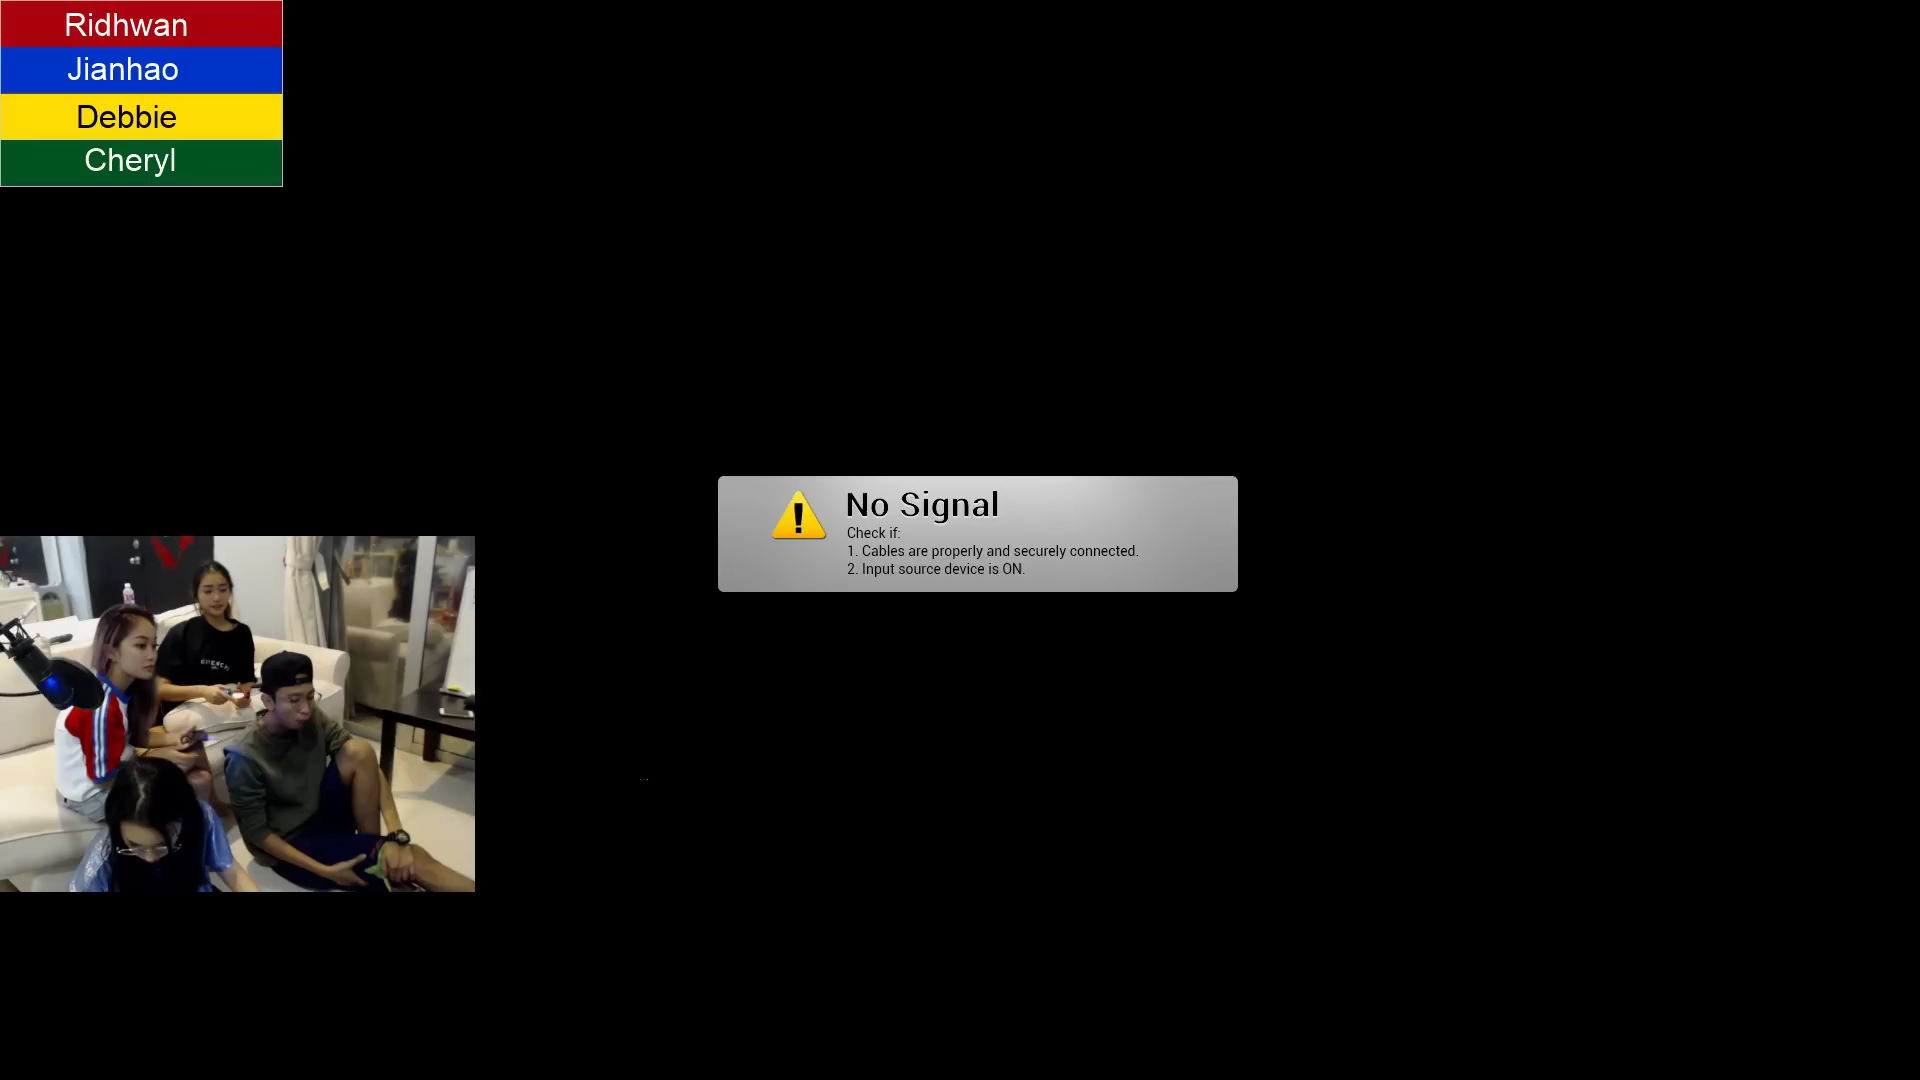 Ridhwan
Jianhao
Debbie
Cheryl
No Signal
Check if:
1. Cables are properly and securely connected.
2. Input source device is ON.